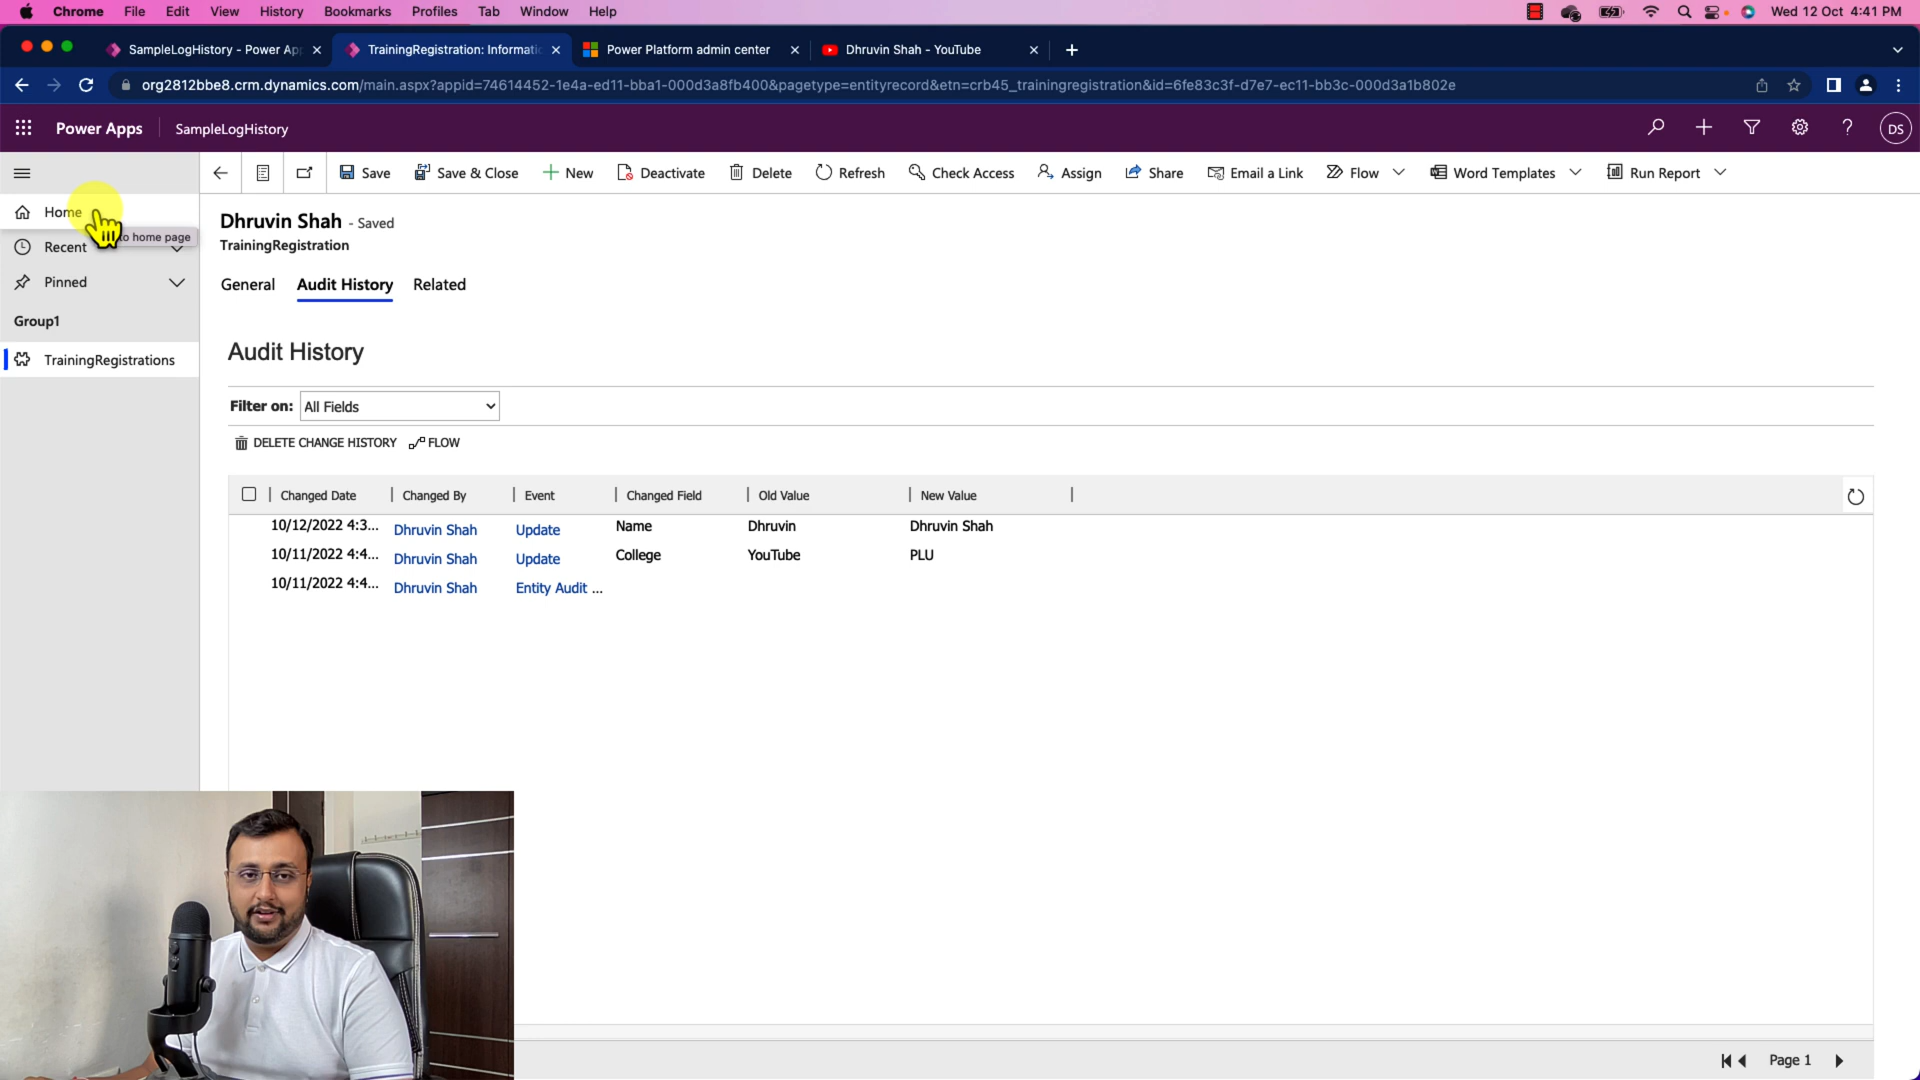 Chrome File Edit View History Bookmarks Profiles Tab Window Help Wed 12 Oct 4:41 PM
SampleLogHistory - Power Ap TrainingRegistration: Informati Power Platform admin center Dhruvin Shah - YouTube
org2812bbe8.crm.dynamics.com/main.aspx?appid=74614452-1e4a-ed11-bba1-000d3a8fb400&pagetype=entityrecord&etn=crb45_trainingregistration&id=6fe83c3f-d7e7-ec11-bb3c-000d3a1b802e
Power Apps SampleLogHistory DS
Save Save & Close New Deactivate Delete Refresh Check Access Assign Share Email a Link Flow Word Templates Run Report
Home
to home page
Recent
Pinned
Group1
TrainingRegistrations
Dhruvin Shah - Saved
TrainingRegistration
General Audit History Related
Audit History
Filter on: All Fields
DELETE CHANGE HISTORY FLOW
Changed Date Changed By Event Changed Field Old Value New Value
10/12/2022 4:3... Dhruvin Shah Update Name Dhruvin Dhruvin Shah
10/11/2022 4:4... Dhruvin Shah Update College YouTube PLU
10/11/2022 4:4... Dhruvin Shah Entity Audit ...
Page 1